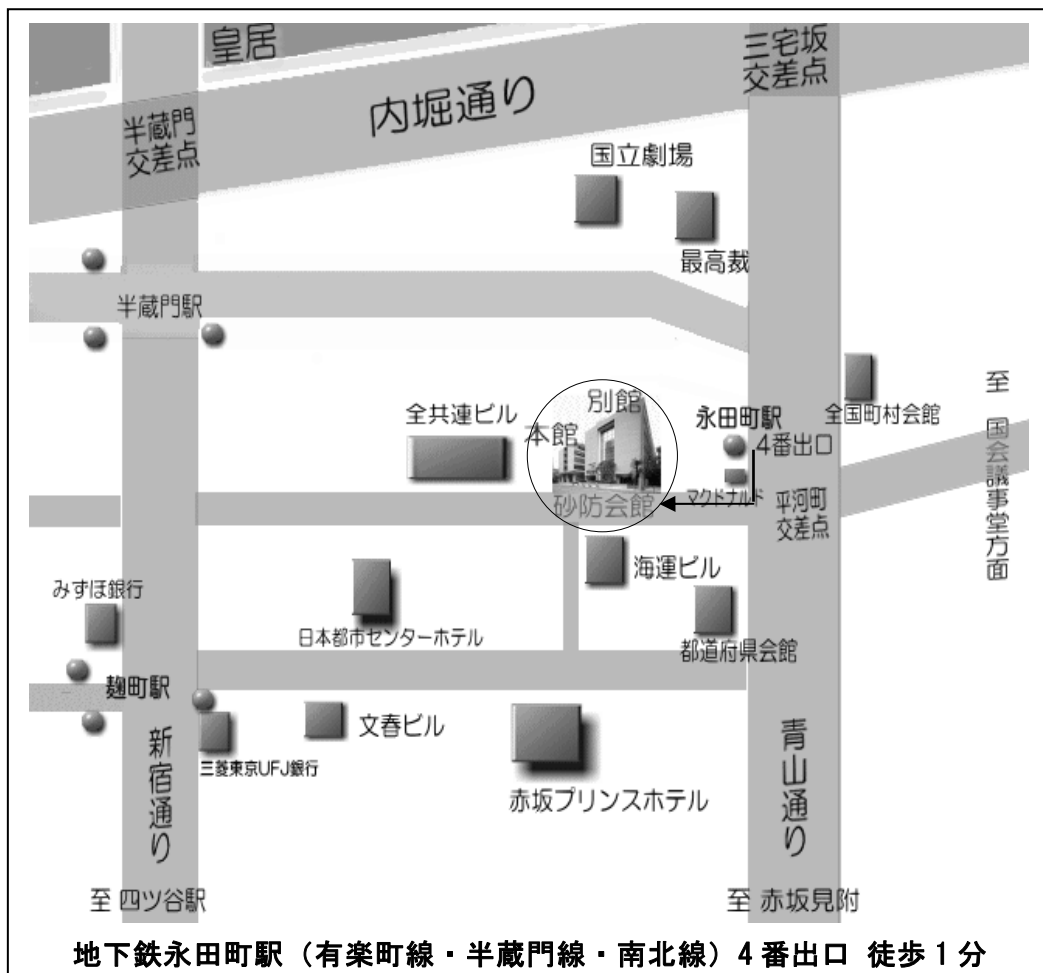 皇居
三宅坂
交差点
内堀通り
半蔵門
交差点
国立劇場
最高裁
半蔵門駅
別館
全共連ビル
本館
永田町駅
4番出口
全国町村会館
至 国会議事堂方面
マクドナルド
砂防会館
平河町
交差点
海運ビル
みずほ銀行
日本都市センターホテル
都道府県会館
麹町駅
文春ビル
新宿通り
三菱東京UFJ銀行
青山通り
赤坂プリンスホテル
至 四ツ谷駅
至 赤坂見附
地下鉄永田町駅（有楽町線・半蔵門線・南北線）4番出口 徒歩1分